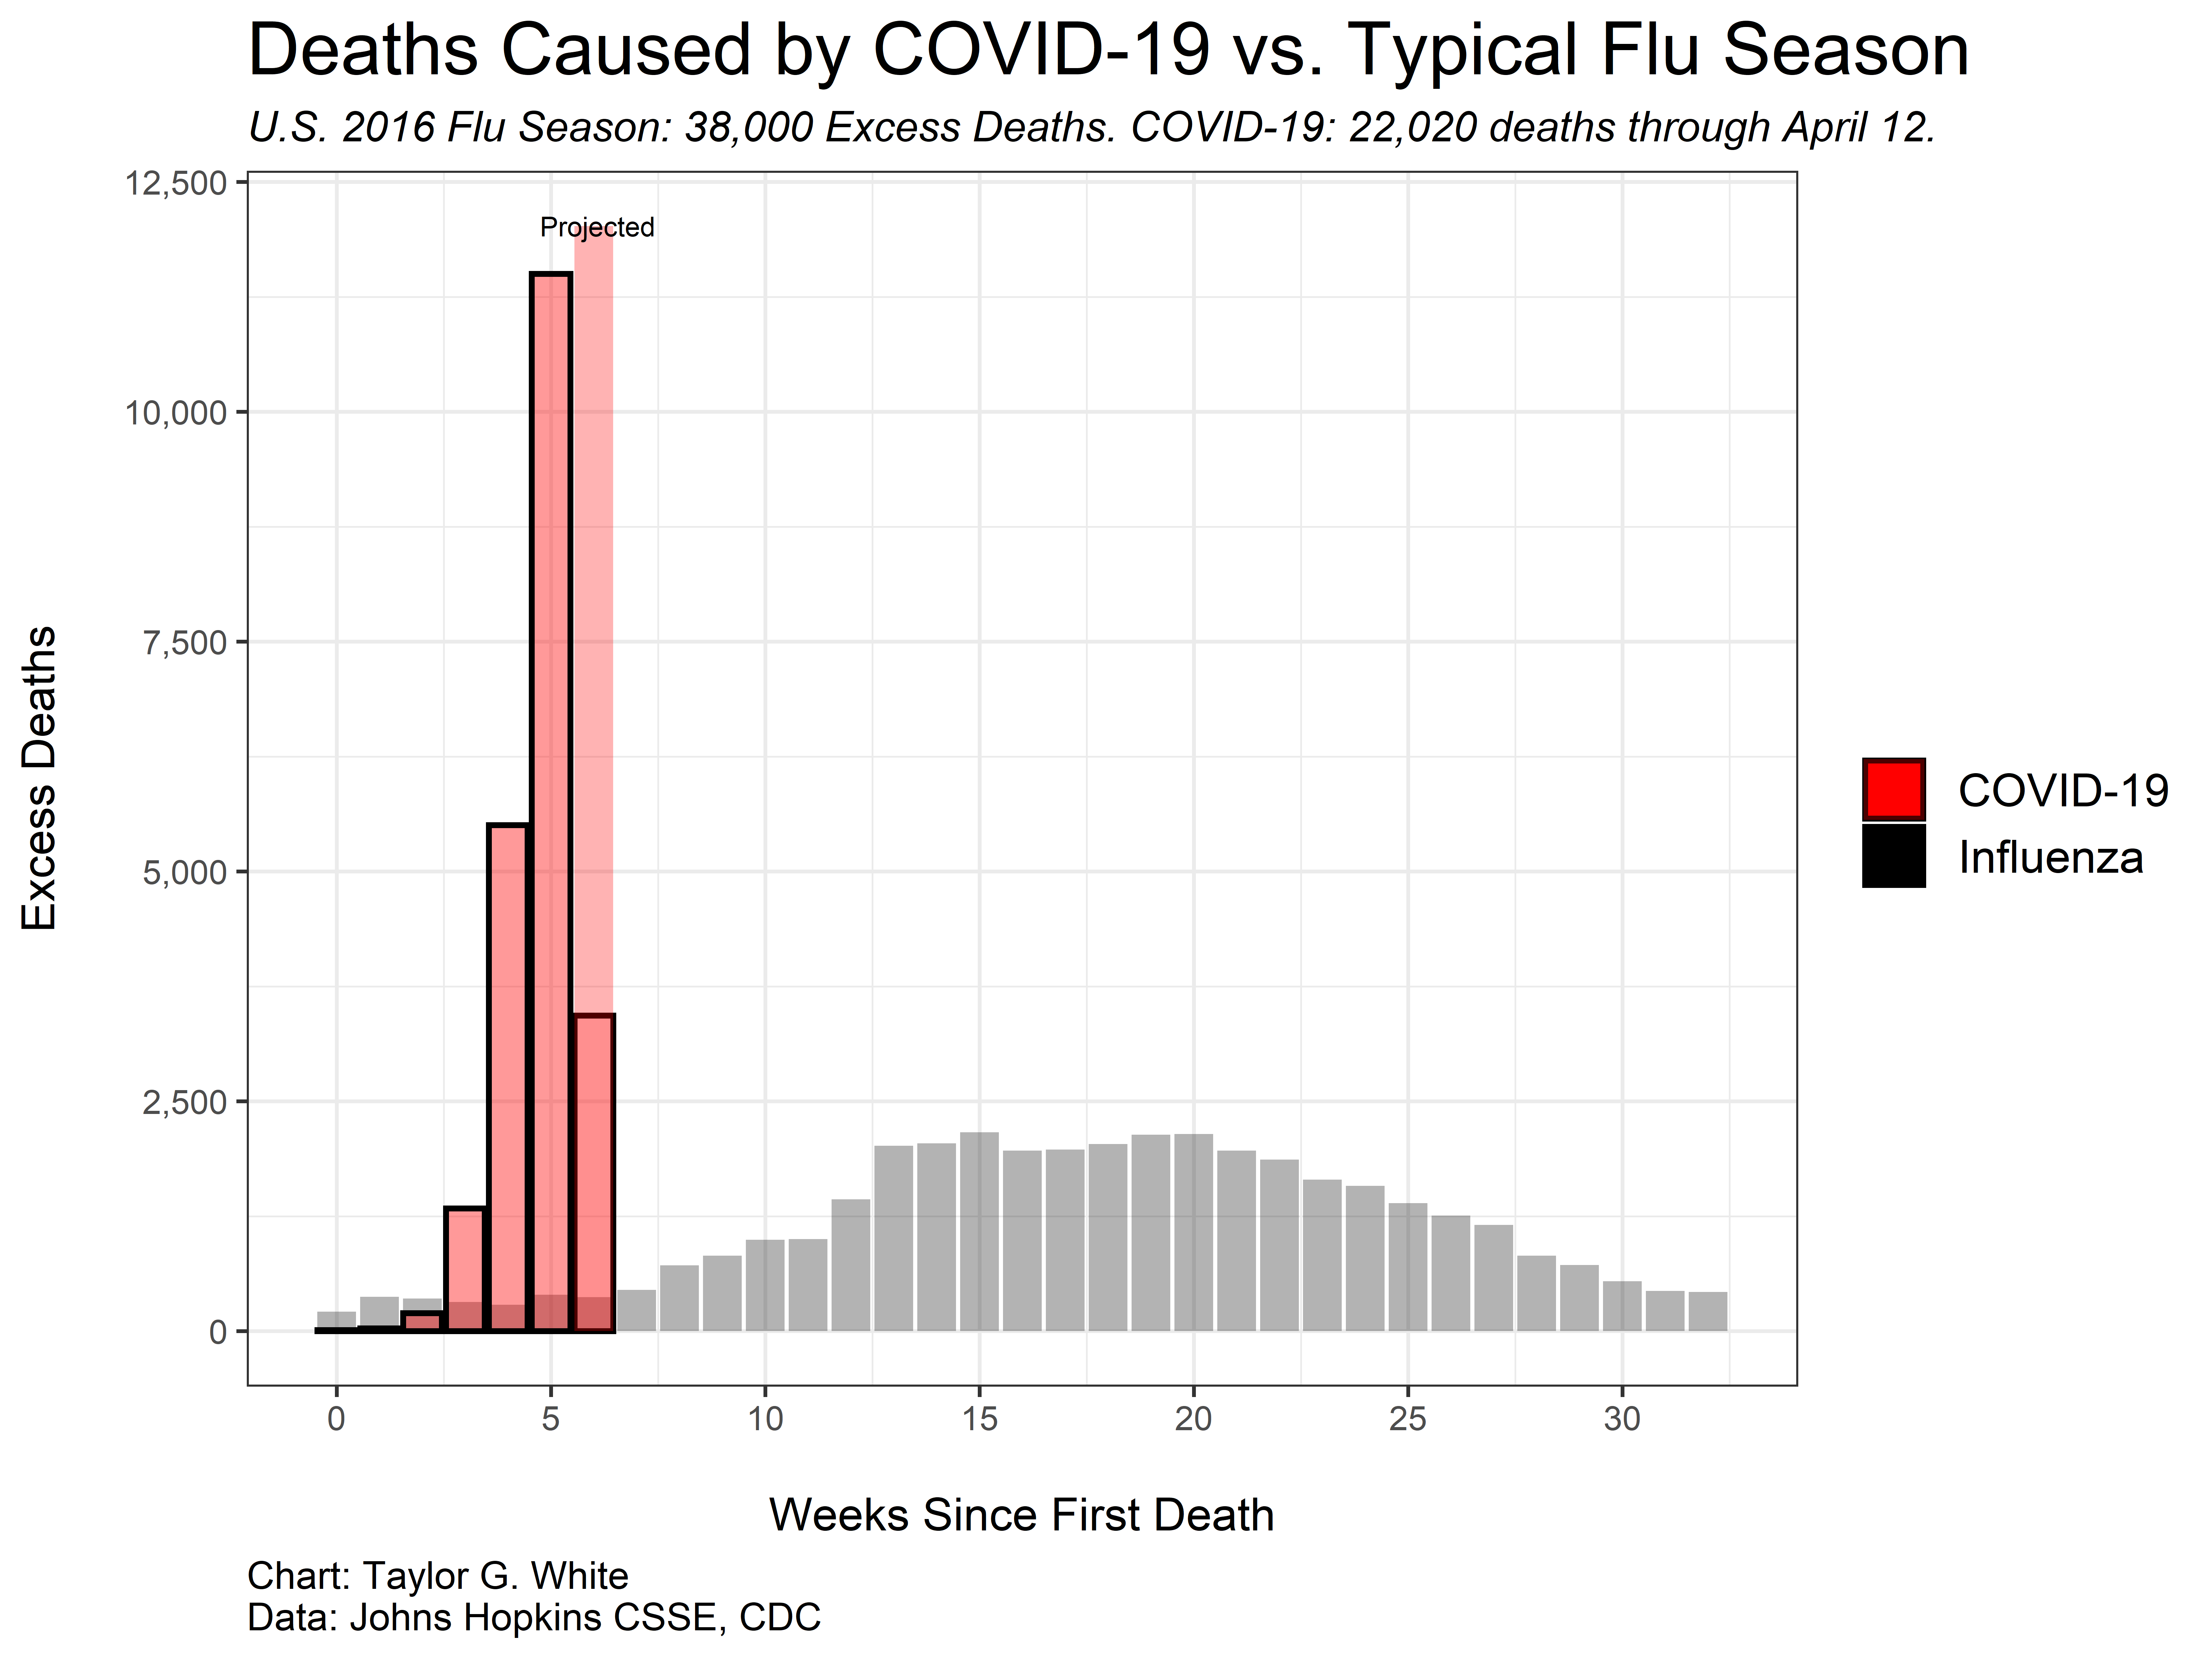 Deaths Caused by COVID-19 vs. Typical Flu Season
U.S. 2016 Flu Season: 38,000 Excess Deaths. COVID-19: 22,020 deaths through April 12.
12,500
10,000
7,500
5,000
2,500
0
Excess Deaths
Projected
COVID-19
Influenza
0 5 10 15 20 25 30
Weeks Since First Death
Chart: Taylor G. White
Data: Johns Hopkins CSSE, CDC